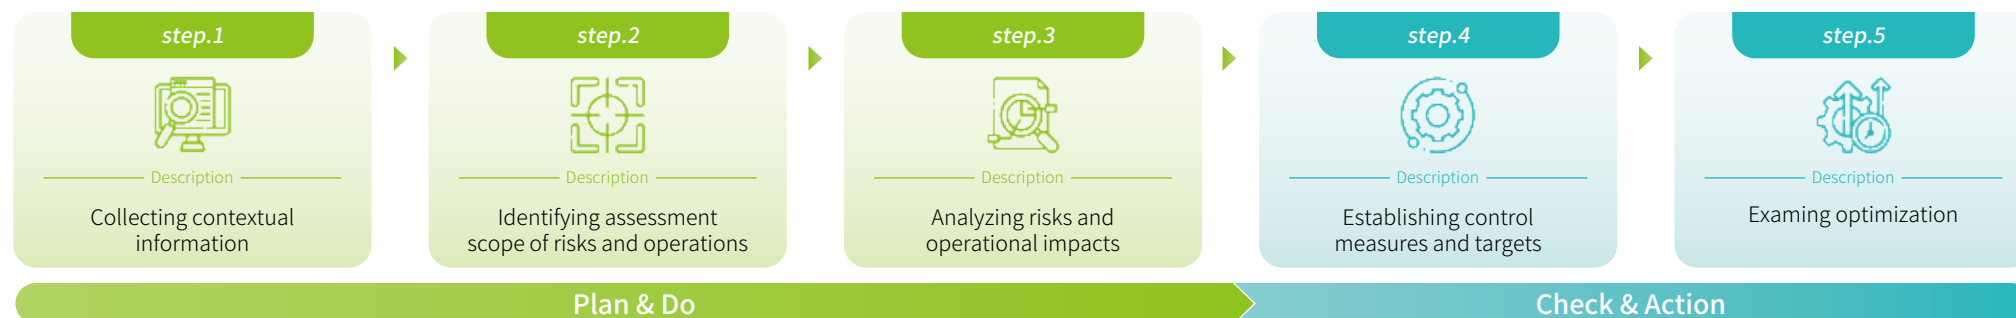 step.1
Description
Collecting contextual
information
step.2
Description
Identifying assessment
scope of risks and operations
step.3
Description
Analyzing risks and
operational impacts
step.4
Description
Establishing control
measures and targets
step.5
Description
Examing optimization
Plan & Do
Check & Action